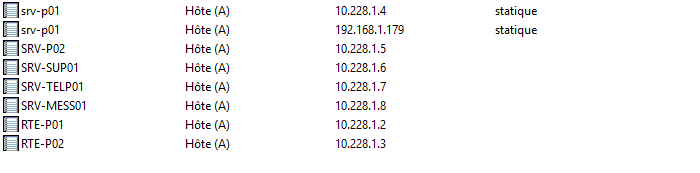 srv-p01 Hôte (A) 10.228.1.4 statique
srv-p01 Hôte (A) 192.168.1.179 statique
SRV-P02 Hôte (A) 10.228.1.5
SRV-SUP01 Hôte (A) 10.228.1.6
SRV-TELP01 Hôte (A) 10.228.1.7
SRV-MESS01 Hôte (A) 10.228.1.8
RTE-P01 Hôte (A) 10.228.1.2
RTE-P02 Hôte (A) 10.228.1.3